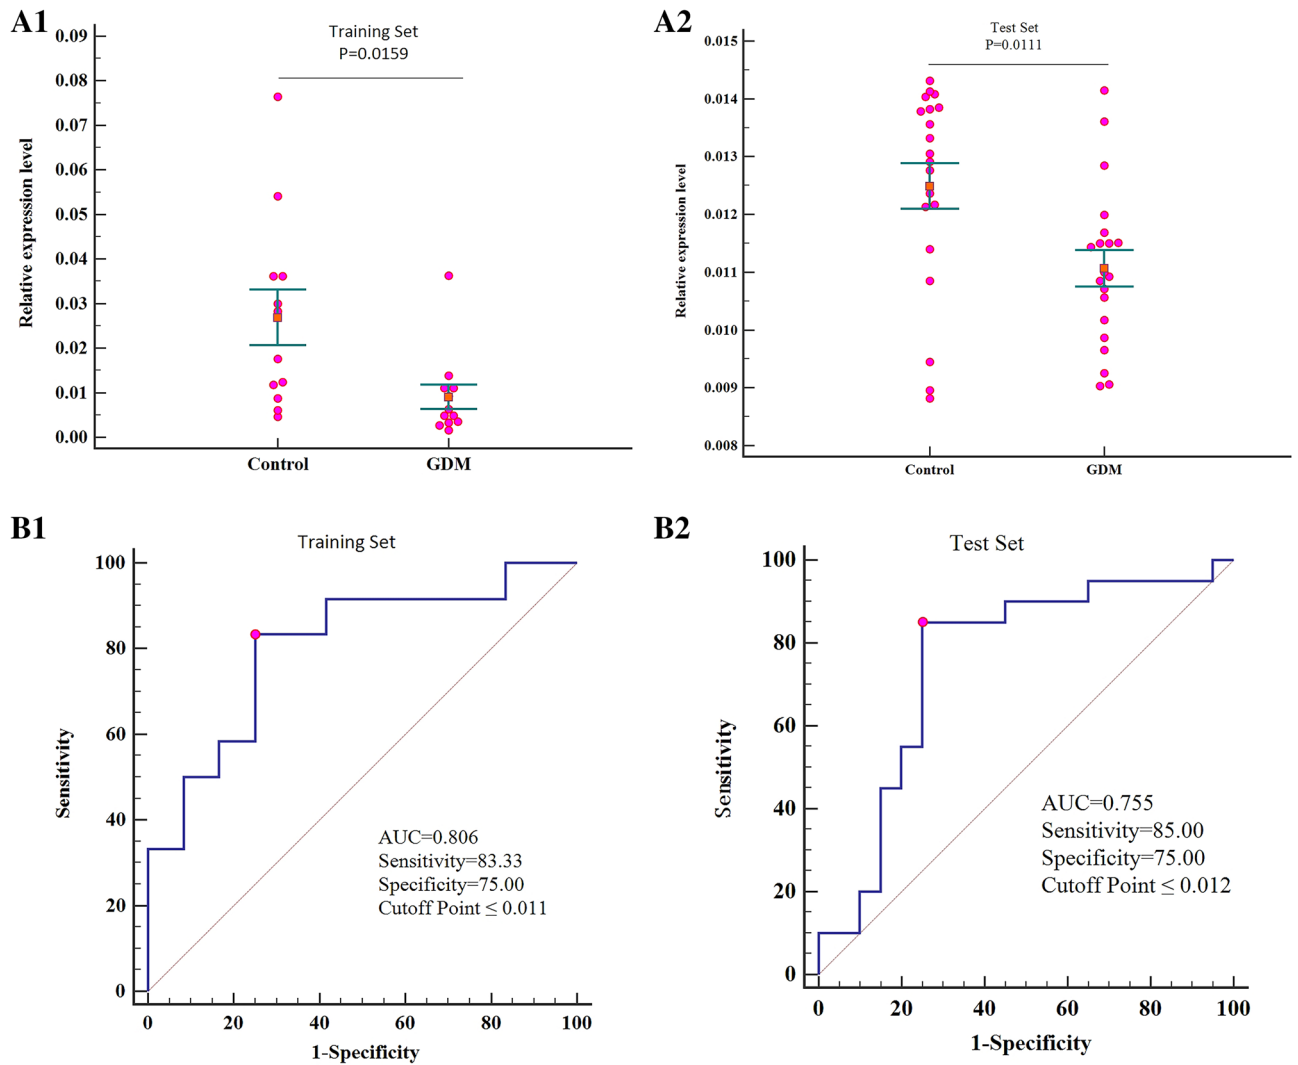 A1
Training Set
P=0.0159
Relative expression level
0.09
0.08
0.07
0.06
0.05
0.04
0.03
0.02
0.01
0.00
Control GDM
A2
Test Set
P=0.0111
Relative expression level
0.015
0.014
0.013
0.012
0.011
0.010
0.009
0.008
Control GDM
B1
Training Set
Sensitivity
100
80
60
40
20
0
AUC=0.806
Sensitivity=83.33
Specificity=75.00
Cutoff Point ≤ 0.011
0 20 40 60 80 100
1-Specificity
B2
Test Set
Sensitivity
100
80
60
40
20
0
AUC=0.755
Sensitivity=85.00
Specificity=75.00
Cutoff Point ≤ 0.012
0 20 40 60 80 100
1-Specificity